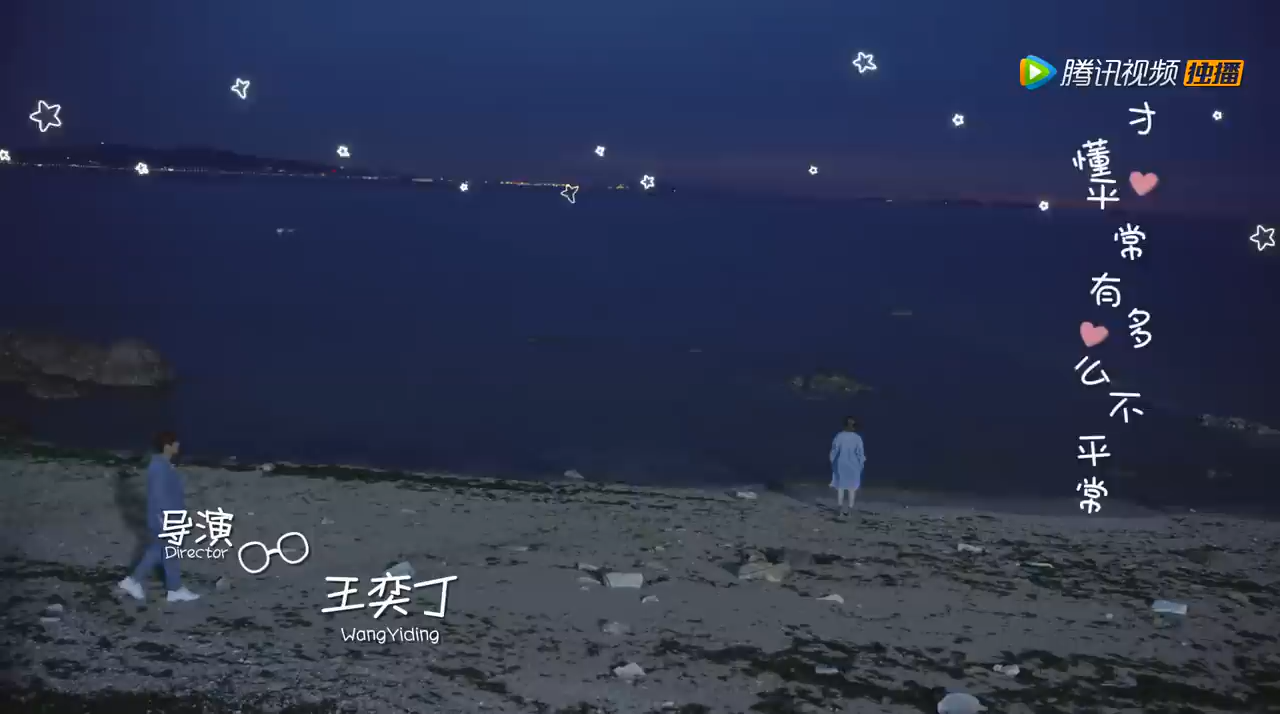 腾讯视频 独播
才懂平常有多么不平常
导演
Director
王奕丁
WangYiding